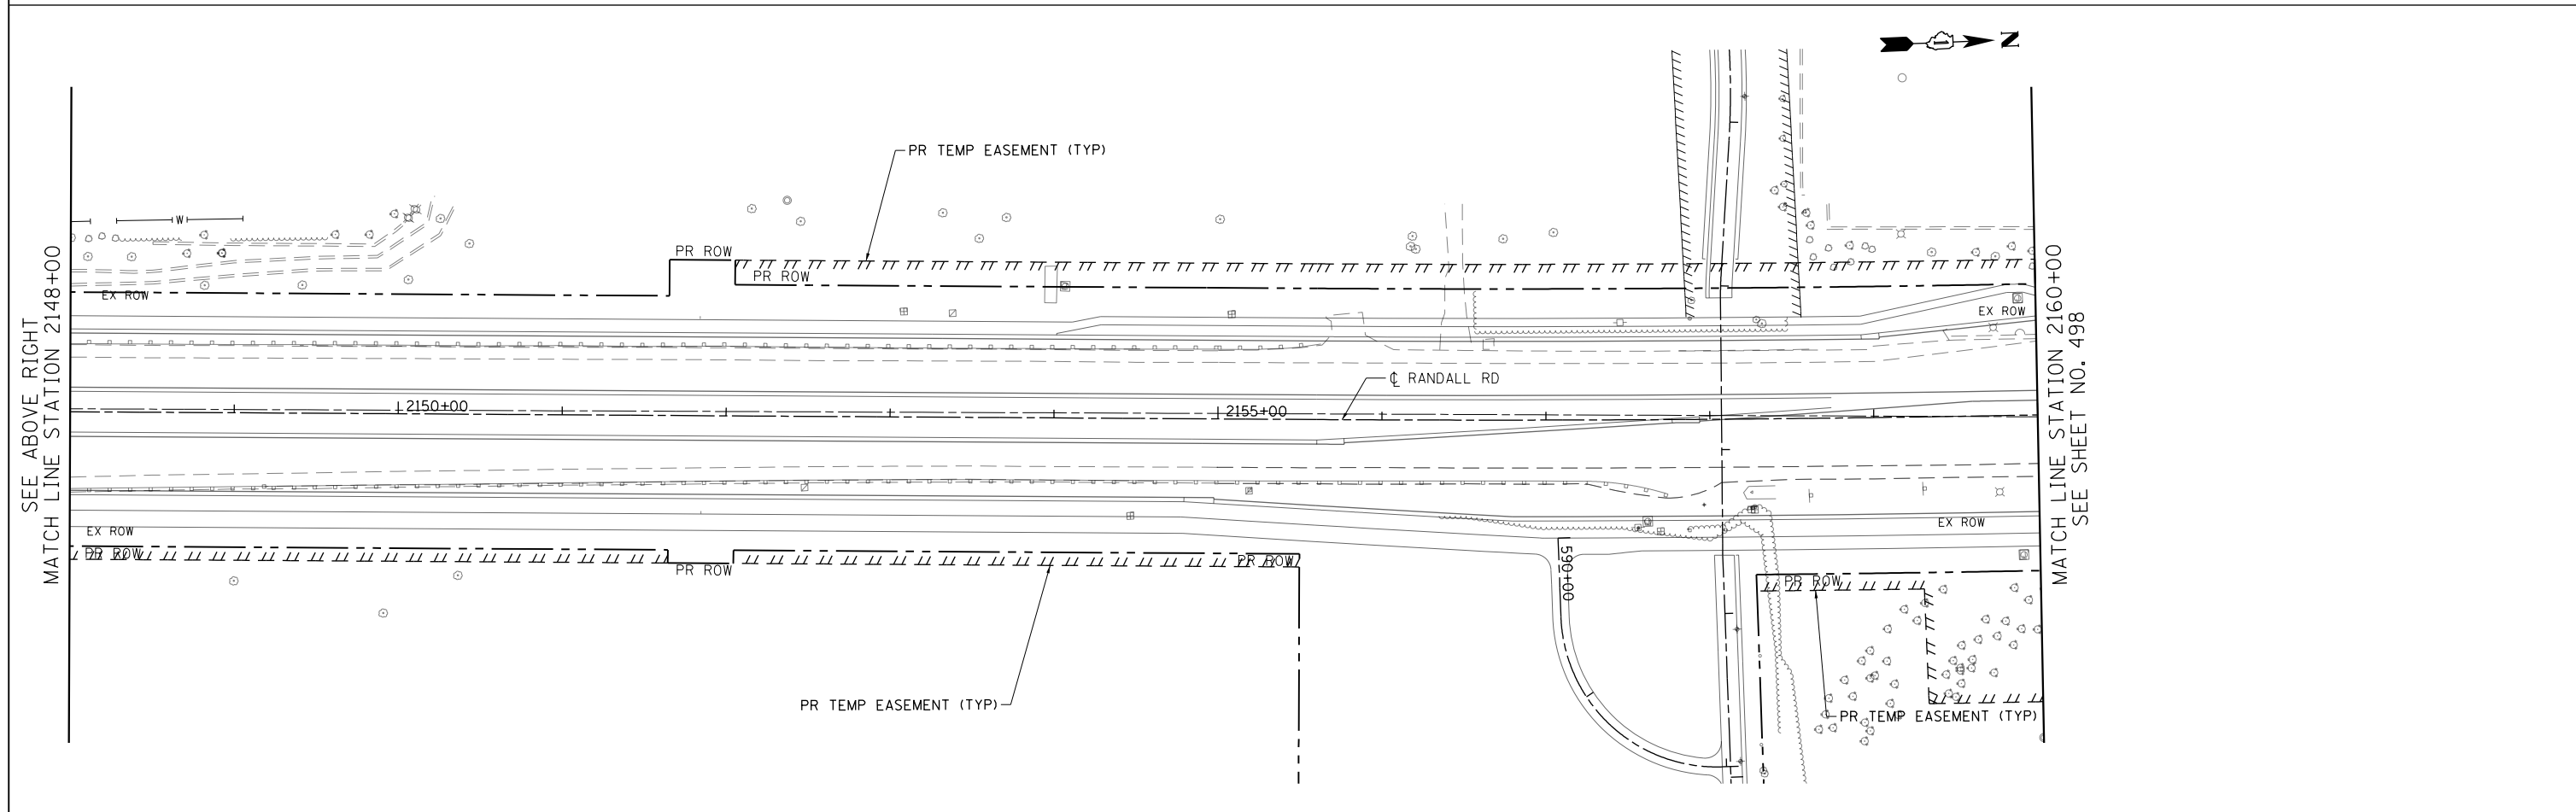 N
PR TEMP EASEMENT (TYP)
W
PR ROW
PR ROW
EX ROW
EX ROW
SEE ABOVE RIGHT
MATCH LINE STATION 2148+00
MATCH LINE STATION 2160+00
SEE SHEET NO. 498
℄ RANDALL RD
2150+00
2155+00
EX ROW
EX ROW
PR ROW
PR ROW
PR ROW
590+00
PR ROW
PR TEMP EASEMENT (TYP)
PR TEMP EASEMENT (TYP)